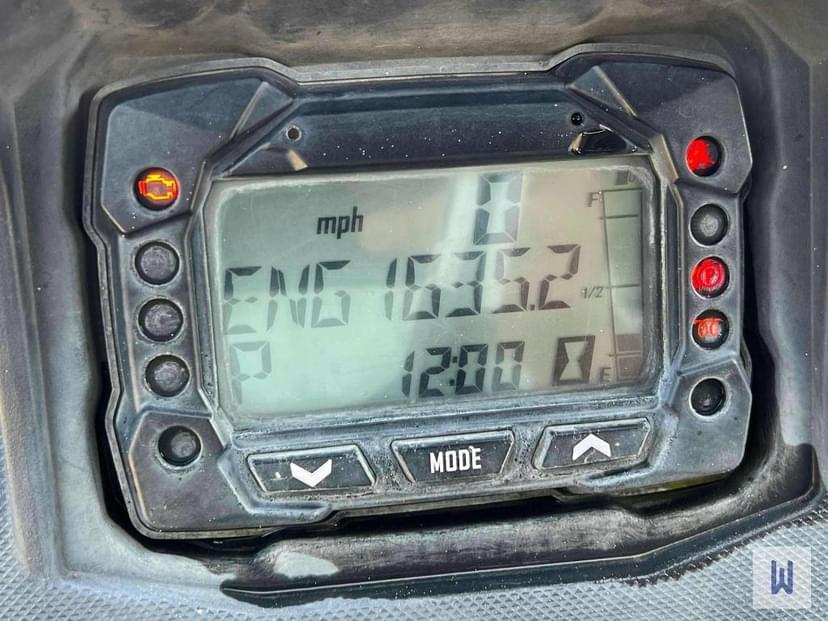 mph 0
F
ENG 1635.2
1/2
P 12:00
E
MODE
W